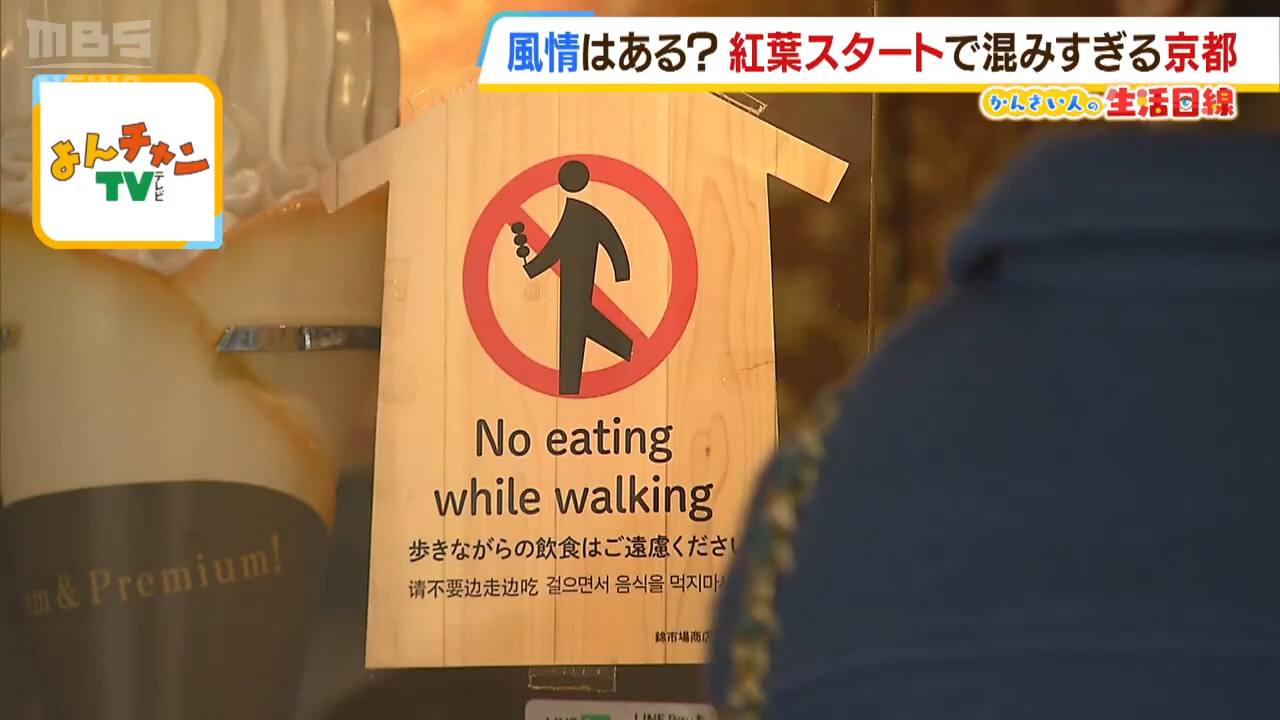 MBS
NEWS
風情はある?紅葉スタートで混みすぎる京都
かんさい人の生活目線
よんチャン
TVテレビ
No eating
while walking
歩きながらの飲食はご遠慮くださ
请不要边走边吃 걸으면서 음식을 먹지마
錦市場商店
& Premium!
LINE Pay